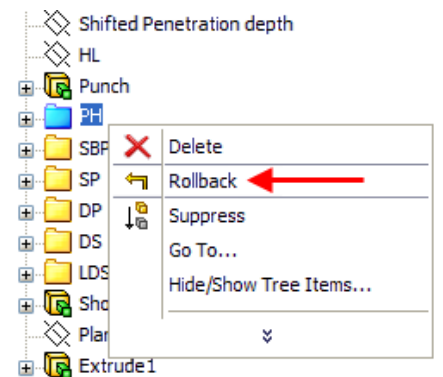 Shifted Penetration depth
HL
Punch
PH
SBP
Delete
SP
Rollback
DP
Suppress
DS
Go To...
LDS
Hide/Show Tree Items...
Sho
Plan
Extrude1